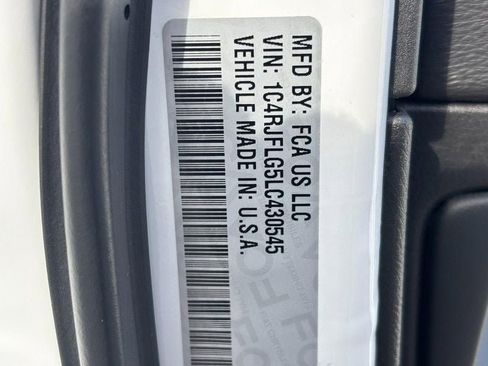 MFD BY: FCA US LLC
VIN: 1C4RJFLG5LC430545
VEHICLE MADE IN: U.S.A.